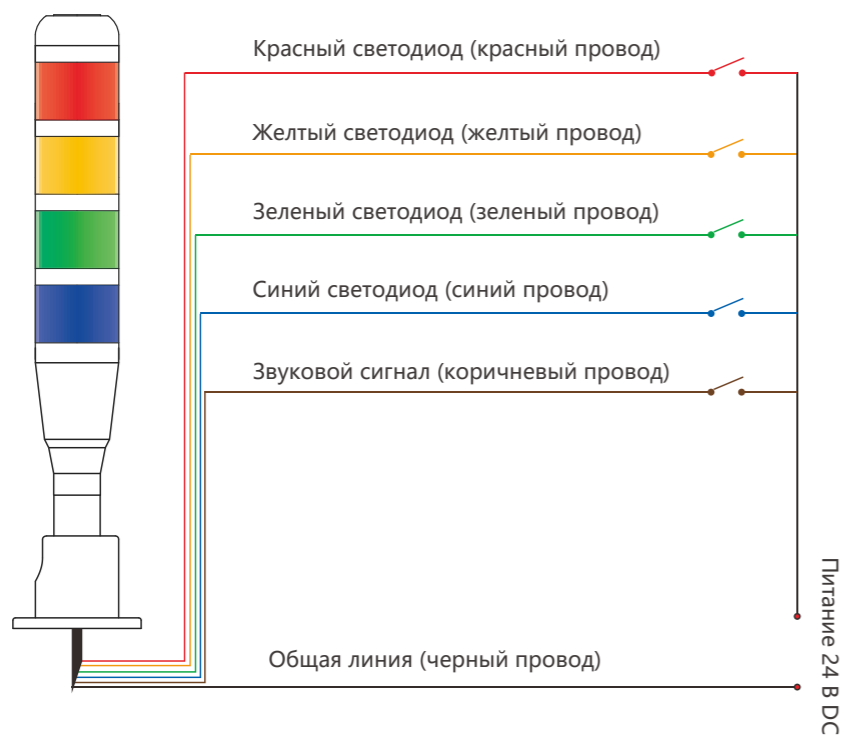 Красный светодиод (красный провод)
Желтый светодиод (желтый провод)
Зеленый светодиод (зеленый провод)
Синий светодиод (синий провод)
Звуковой сигнал (коричневый провод)
Питание 24 В DC
Общая линия (черный провод)